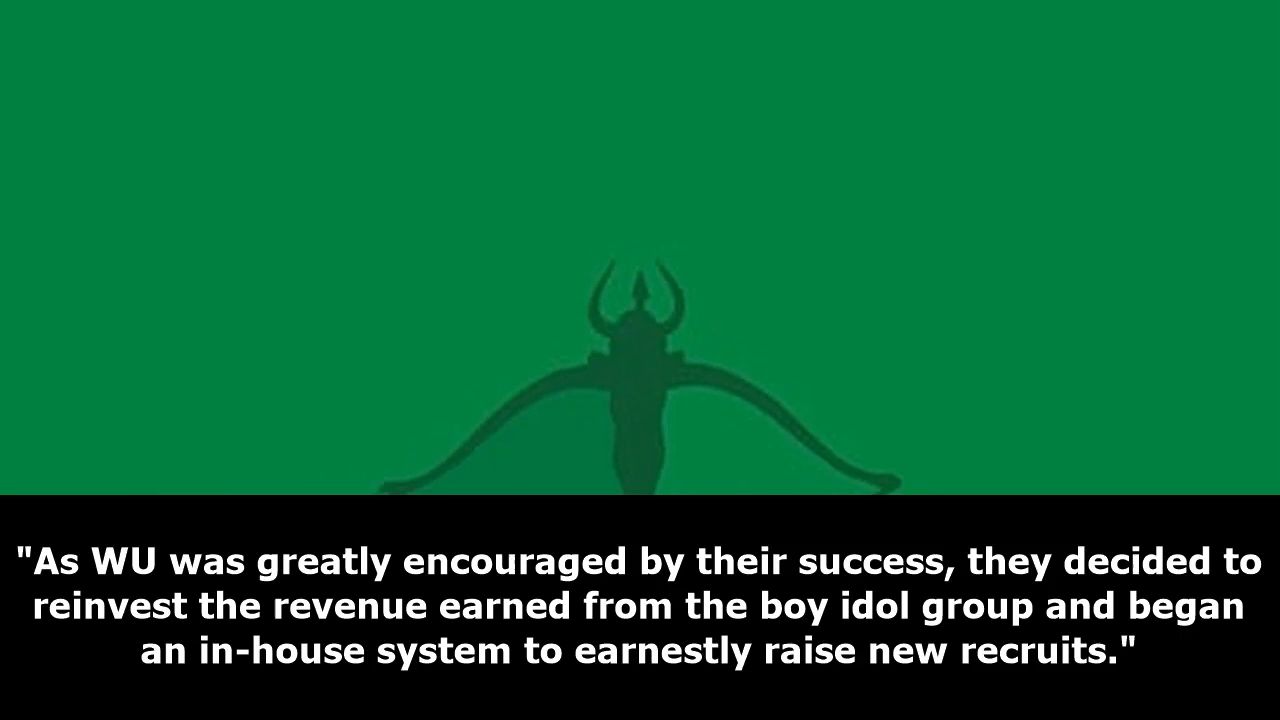 "As WU was greatly encouraged by their success, they decided to
reinvest the revenue earned from the boy idol group and began
an in-house system to earnestly raise new recruits."